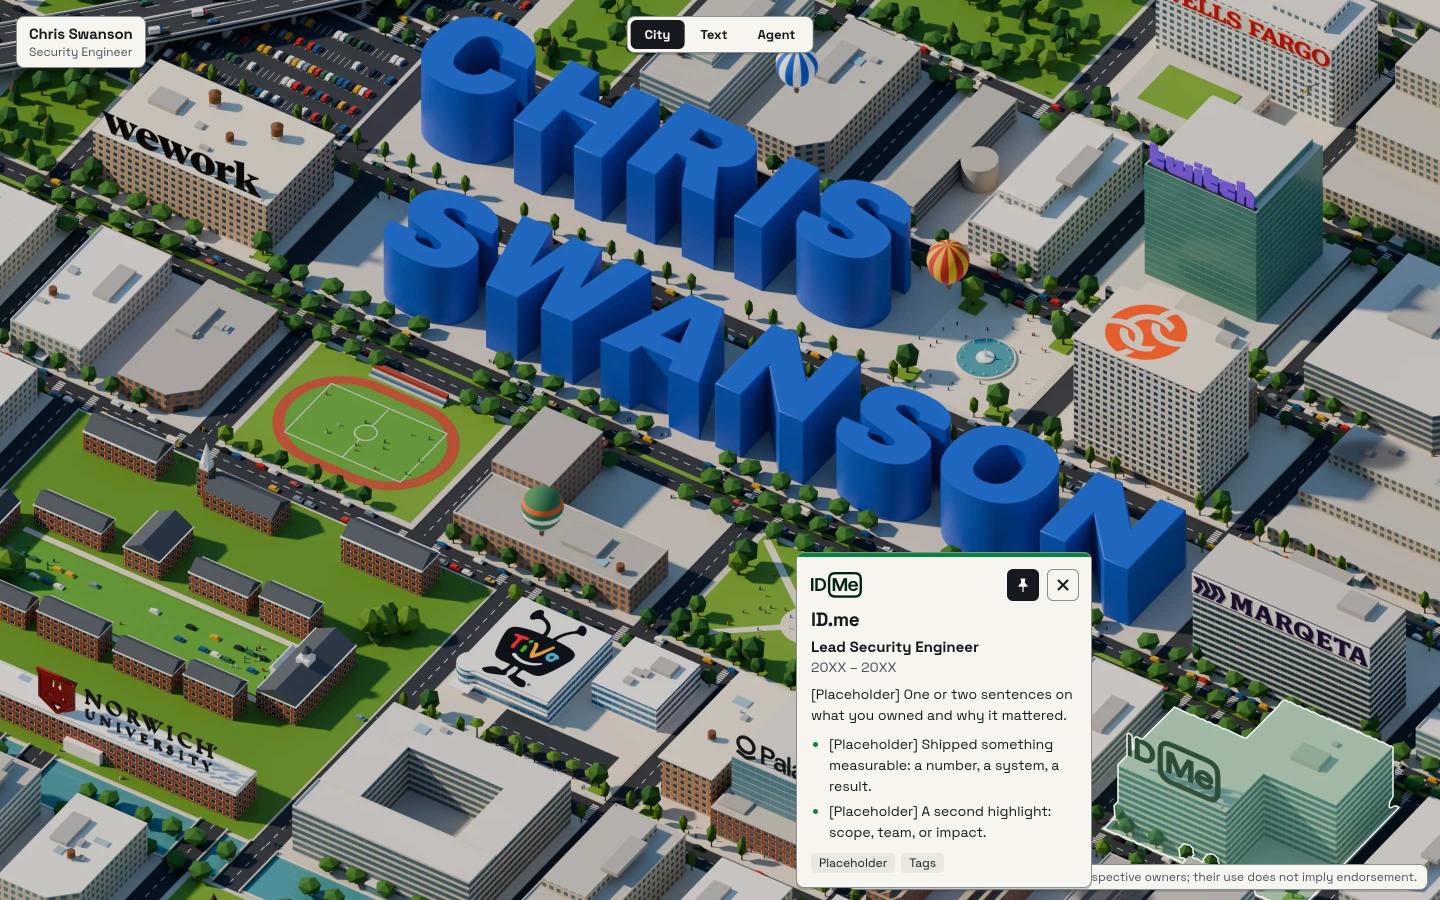 Chris Swanson
Security Engineer
City
Text
Agent
WELLS FARGO
wework
CHRIS
twitch
SWANSON
ID Me
ID.me
Lead Security Engineer
20XX – 20XX
[Placeholder] One or two sentences on
what you owned and why it mattered.
[Placeholder] Shipped something
measurable: a number, a system, a
result.
[Placeholder] A second highlight:
scope, team, or impact.
Placeholder
Tags
MARQETA
TiVo
NORWICH
UNIVERSITY
Pala
ID Me
spective owners; their use does not imply endorsement.